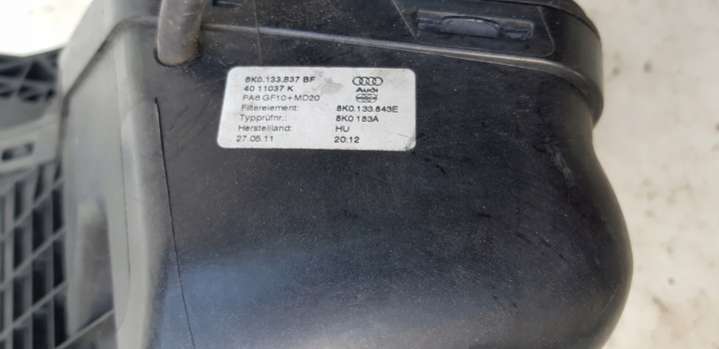 8K0.133.837 BF
40 11037 K
PA6 GF10+MD20
Audi
Filterelement: 8K0.133.843E
Typprüfnr.: 8K0 183A
Herstelland: HU
27.05.11 20:12